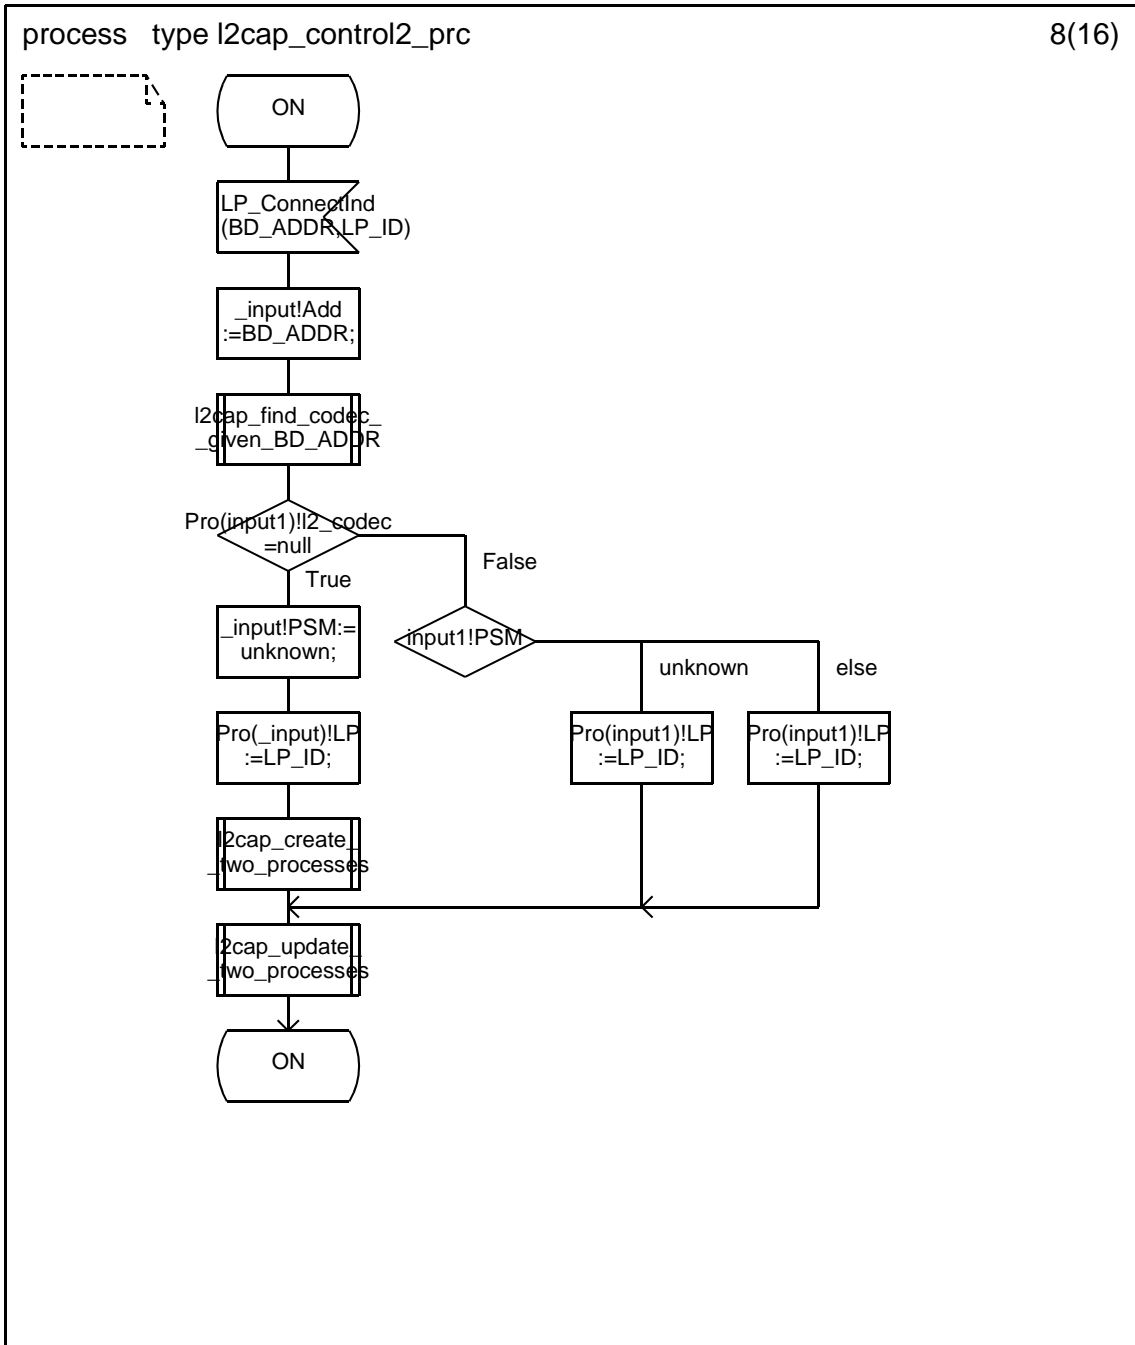 process type l2cap_control2_prc
8(16)
ON
LP_ConnectInd
(BD_ADDR,LP_ID)
_input!Add
:=BD_ADDR;
l2cap_find_codec_
_given_BD_ADDR
Pro(input1)!l2_codec
=null
False
True
_input!PSM:=
unknown;
input1!PSM
unknown
else
Pro(_input)!LP
:=LP_ID;
Pro(input1)!LP
:=LP_ID;
Pro(input1)!LP
:=LP_ID;
l2cap_create_
_two_processes
l2cap_update_
_two_processes
ON